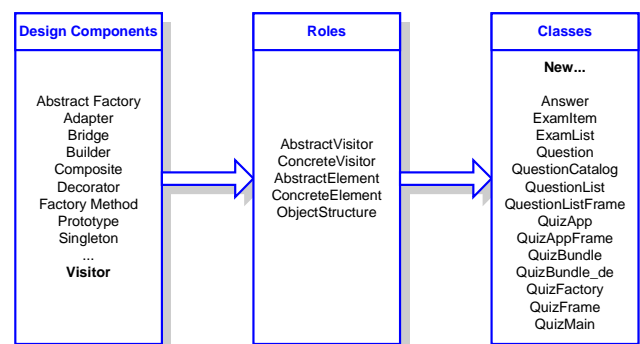 Design Components
Abstract Factory
Adapter
Bridge
Builder
Composite
Decorator
Factory Method
Prototype
Singleton
...
Visitor
Roles
AbstractVisitor
ConcreteVisitor
AbstractElement
ConcreteElement
ObjectStructure
Classes
New...
Answer
ExamItem
ExamList
Question
QuestionCatalog
QuestionList
QuestionListFrame
QuizApp
QuizAppFrame
QuizBundle
QuizBundle_de
QuizFactory
QuizFrame
QuizMain